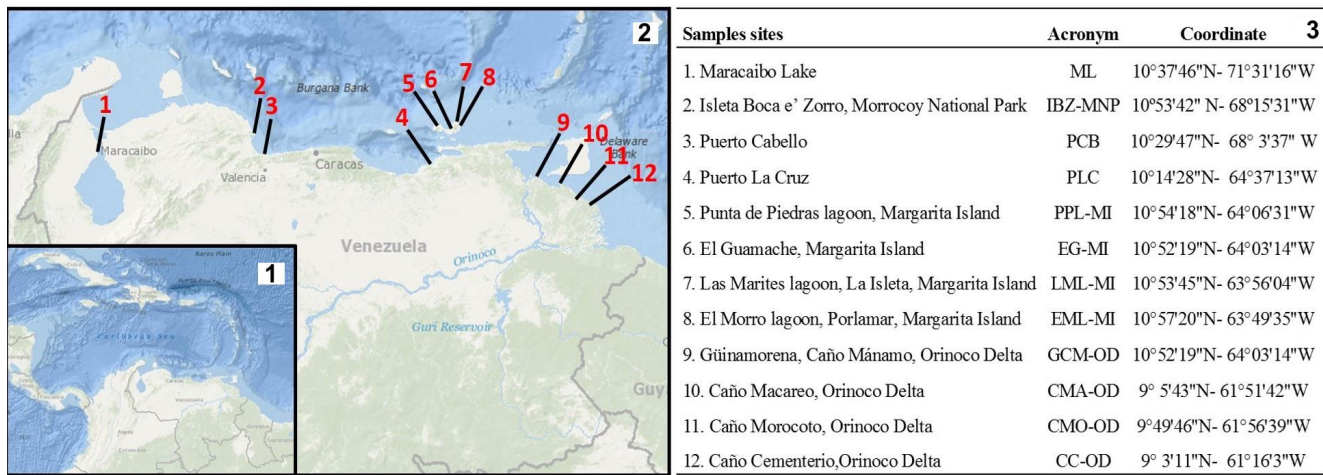 2
Burgana Bank
1
2
3
4
5
6
7
8
9
10
11
12
Delaware
Bank
Maracaibo
Valencia
Caracas
Venezuela
Orinoco
Guri Reservoir
Guy
1
Nares Plain
Caribbean Sea
Venezuela
Colombia
Samples sites Acronym Coordinate 3
1. Maracaibo Lake ML 10°37'46"N- 71°31'16"W
2. Isleta Boca e' Zorro, Morrocoy National Park IBZ-MNP 10°53'42" N- 68°15'31"W
3. Puerto Cabello PCB 10°29'47"N- 68° 3'37" W
4. Puerto La Cruz PLC 10°14'28"N- 64°37'13"W
5. Punta de Piedras lagoon, Margarita Island PPL-MI 10°54'18"N- 64°06'31"W
6. El Guamache, Margarita Island EG-MI 10°52'19"N- 64°03'14"W
7. Las Marites lagoon, La Isleta, Margarita Island LML-MI 10°53'45"N- 63°56'04"W
8. El Morro lagoon, Porlamar, Margarita Island EML-MI 10°57'20"N- 63°49'35"W
9. Güinamorena, Caño Mánamo, Orinoco Delta GCM-OD 10°52'19"N- 64°03'14"W
10. Caño Macareo, Orinoco Delta CMA-OD 9° 5'43"N- 61°51'42"W
11. Caño Morocoto, Orinoco Delta CMO-OD 9°49'46"N- 61°56'39"W
12. Caño Cementerio,Orinoco Delta CC-OD 9° 3'11"N- 61°16'3"W